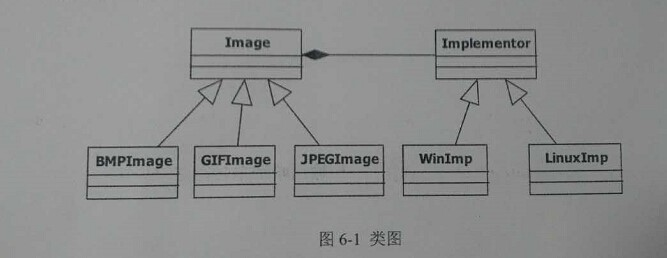 Image
Implementor
BMPImage
GIFImage
JPEGImage
WinImp
LinuxImp
图 6-1 类图